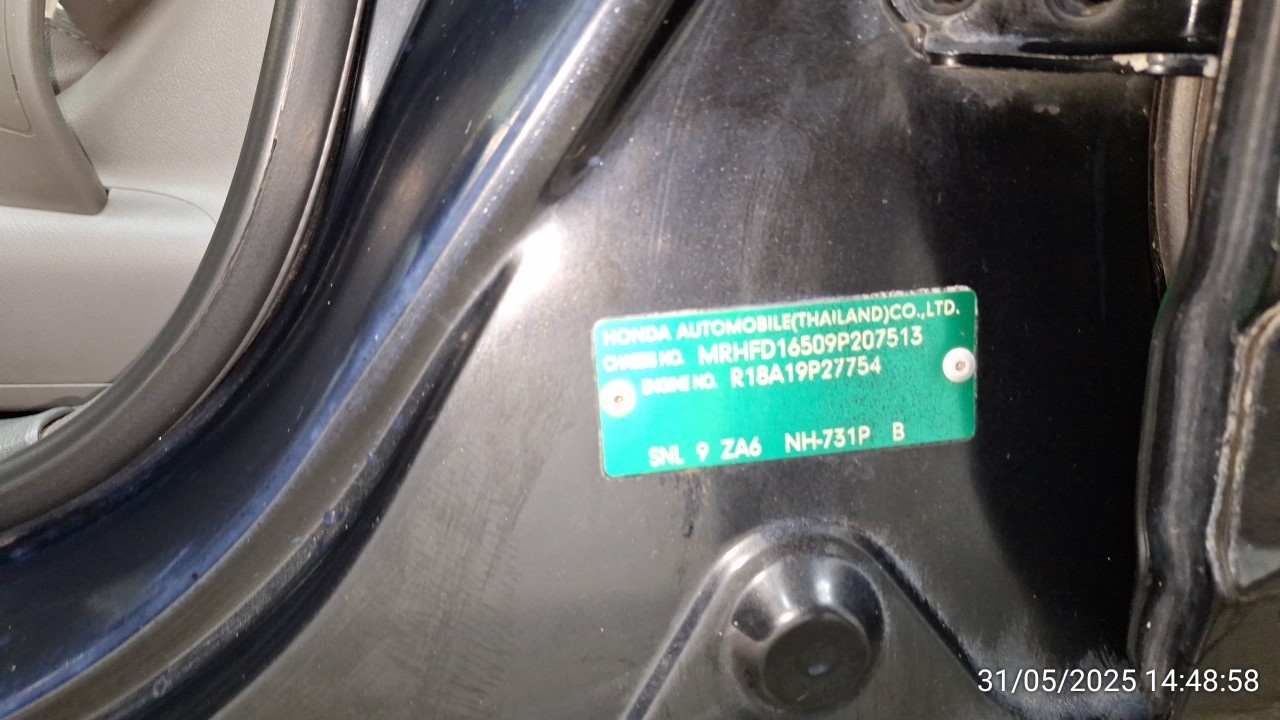 HONDA AUTOMOBILE(THAILAND)CO.,LTD.
CHASSIS NO. MRHFD16509P207513
ENGINE NO. R18A19P27754
SNL 9 ZA6 NH-731P B
31/05/2025 14:48:58